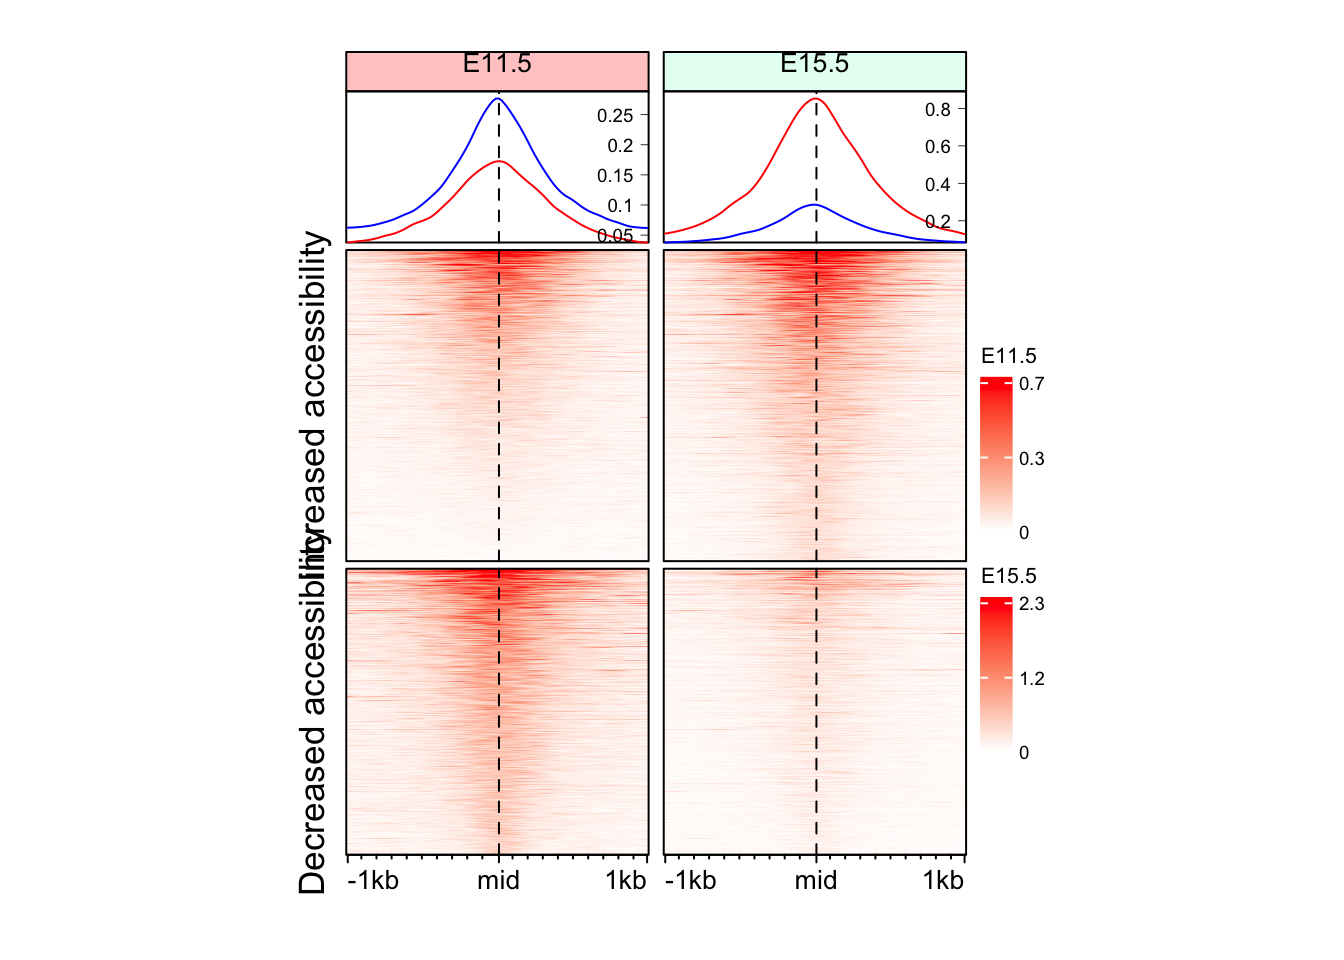 E11.5
E15.5
0.25
0.2
0.15
0.1
0.05
0.8
0.6
0.4
0.2
Increased accessibility
Decreased accessibility
E11.5
0.7
0.3
0
E15.5
2.3
1.2
0
-1kb mid 1kb
-1kb mid 1kb